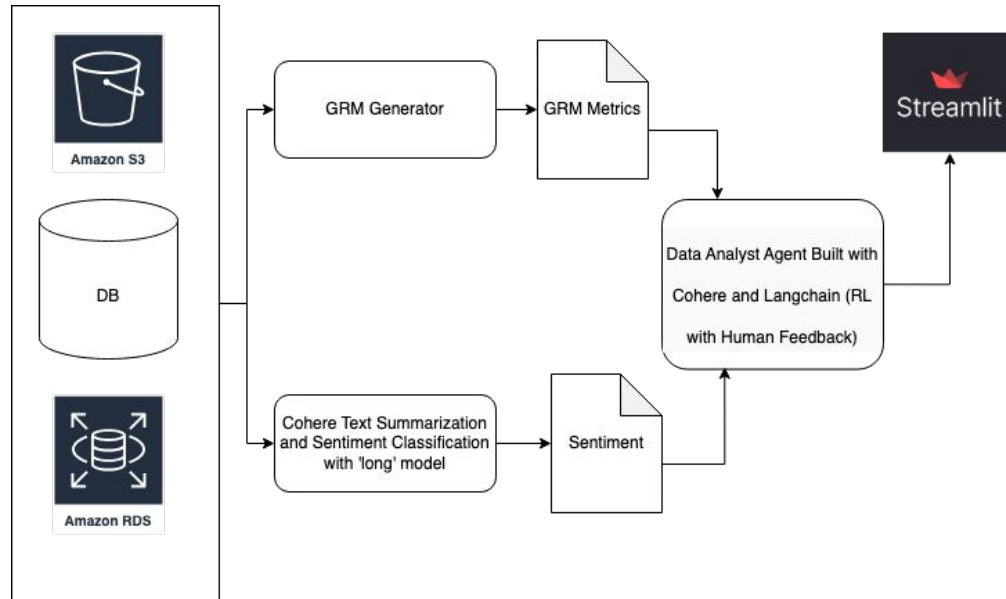 Amazon S3
DB
Amazon RDS
GRM Generator
GRM Metrics
Cohere Text Summarization
and Sentiment Classification
with 'long' model
Sentiment
Data Analyst Agent Built with
Cohere and Langchain (RL
with Human Feedback)
Streamlit